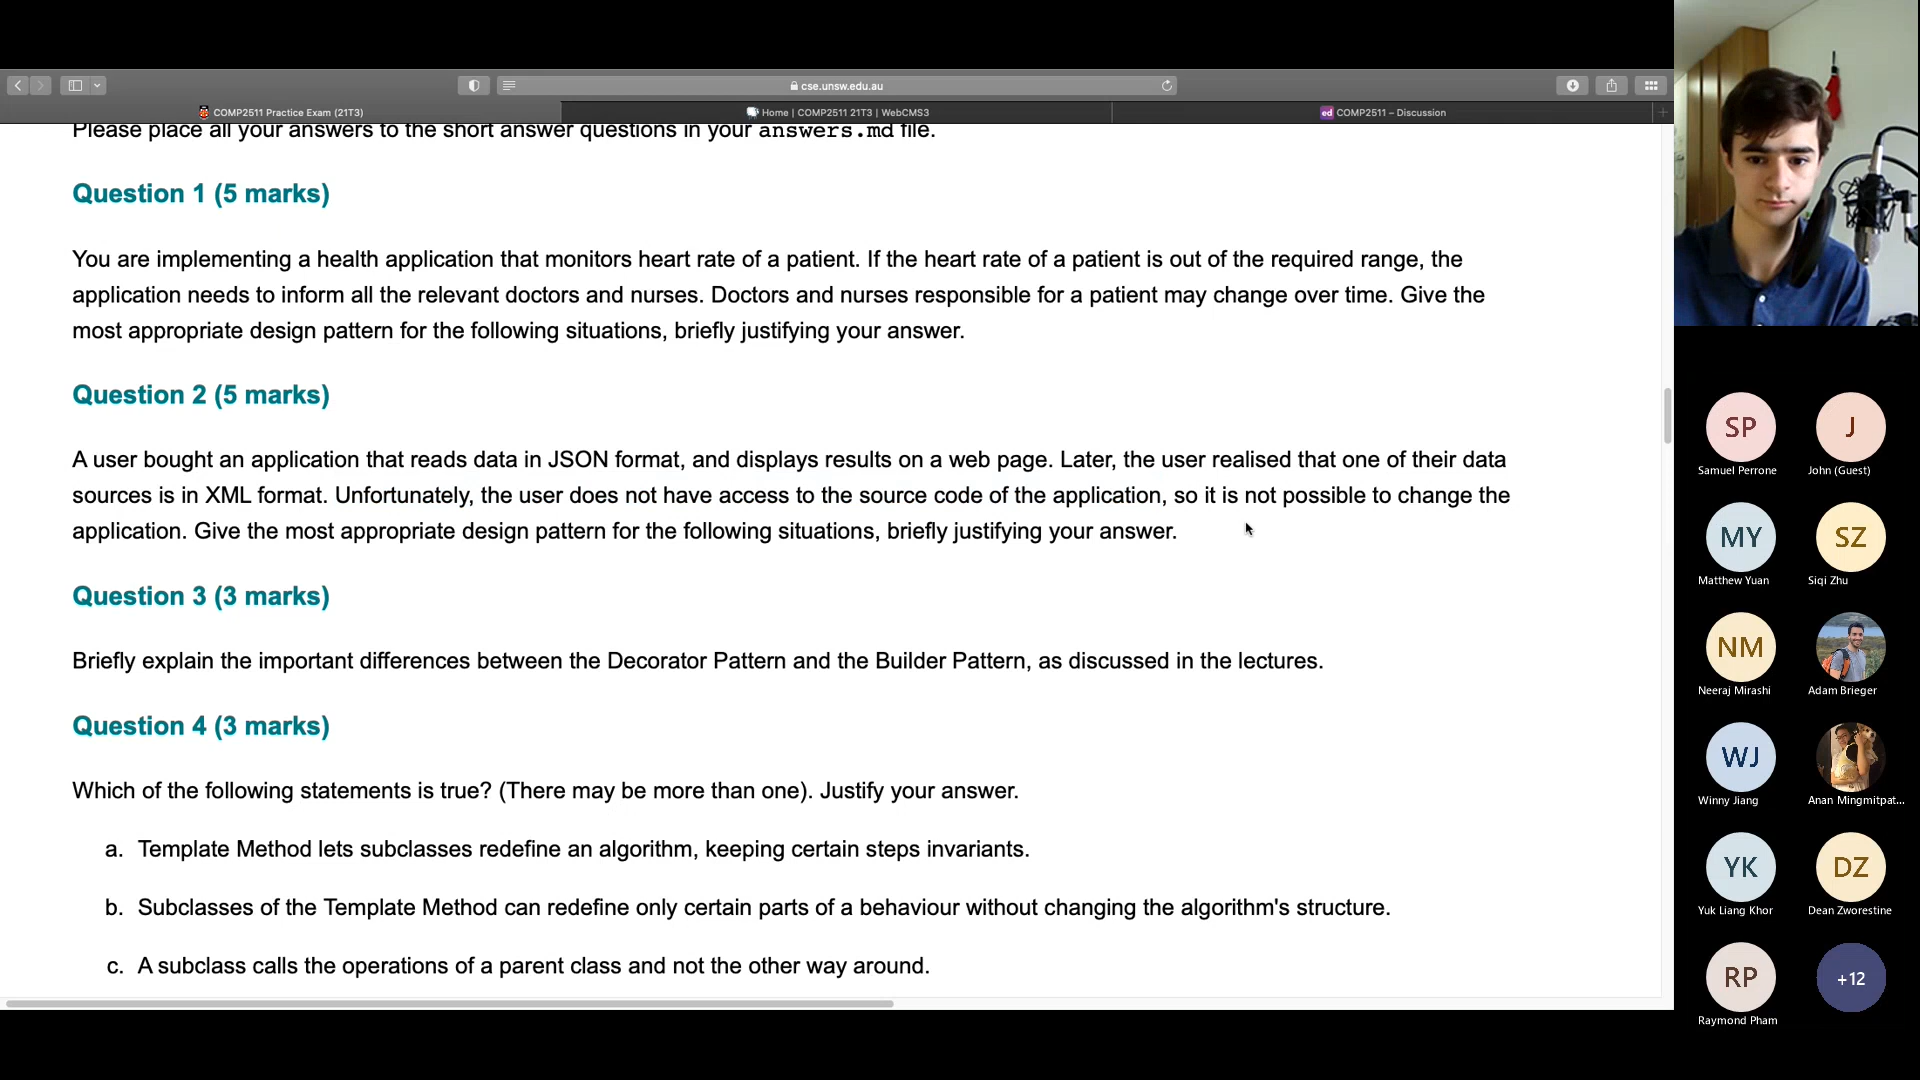 cse.unsw.edu.au
COMP2511 Practice Exam (21T3)
Home | COMP2511 21T3 | WebCMS3
ed COMP2511 – Discussion
Please place all your answers to the short answer questions in your answers.md file.
Question 1 (5 marks)
You are implementing a health application that monitors heart rate of a patient. If the heart rate of a patient is out of the required range, the
application needs to inform all the relevant doctors and nurses. Doctors and nurses responsible for a patient may change over time. Give the
most appropriate design pattern for the following situations, briefly justifying your answer.
Question 2 (5 marks)
A user bought an application that reads data in JSON format, and displays results on a web page. Later, the user realised that one of their data
sources is in XML format. Unfortunately, the user does not have access to the source code of the application, so it is not possible to change the
application. Give the most appropriate design pattern for the following situations, briefly justifying your answer.
Question 3 (3 marks)
Briefly explain the important differences between the Decorator Pattern and the Builder Pattern, as discussed in the lectures.
Question 4 (3 marks)
Which of the following statements is true? (There may be more than one). Justify your answer.
a. Template Method lets subclasses redefine an algorithm, keeping certain steps invariants.
b. Subclasses of the Template Method can redefine only certain parts of a behaviour without changing the algorithm's structure.
c. A subclass calls the operations of a parent class and not the other way around.
SP
J
Samuel Perrone
John (Guest)
MY
SZ
Matthew Yuan
Siqi Zhu
NM
Neeraj Mirashi
Adam Brieger
WJ
Winny Jiang
Anan Mingmitpat...
YK
DZ
Yuk Liang Khor
Dean Zworestine
RP
+12
Raymond Pham